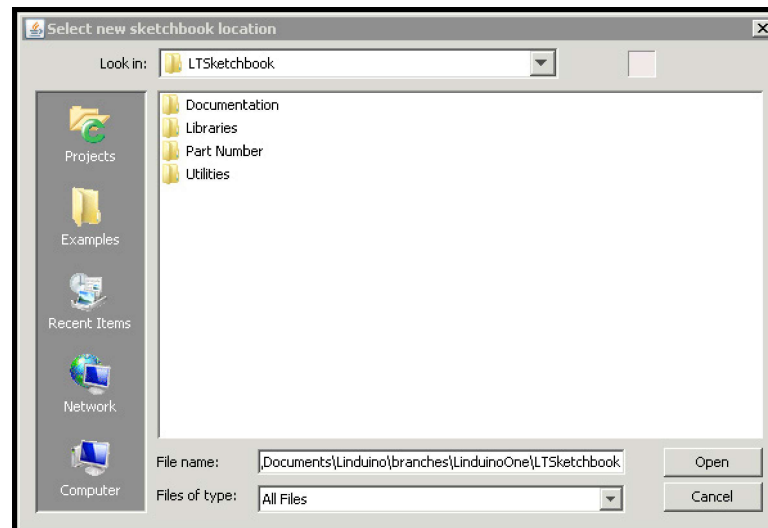 Select new sketchbook location
Look in: LTSketchbook
Projects
Examples
Recent Items
Network
Computer
Documentation
Libraries
Part Number
Utilities
File name: Documents\Linduino\branches\LinduinoOne\LTSketchbook
Open
Files of type: All Files
Cancel